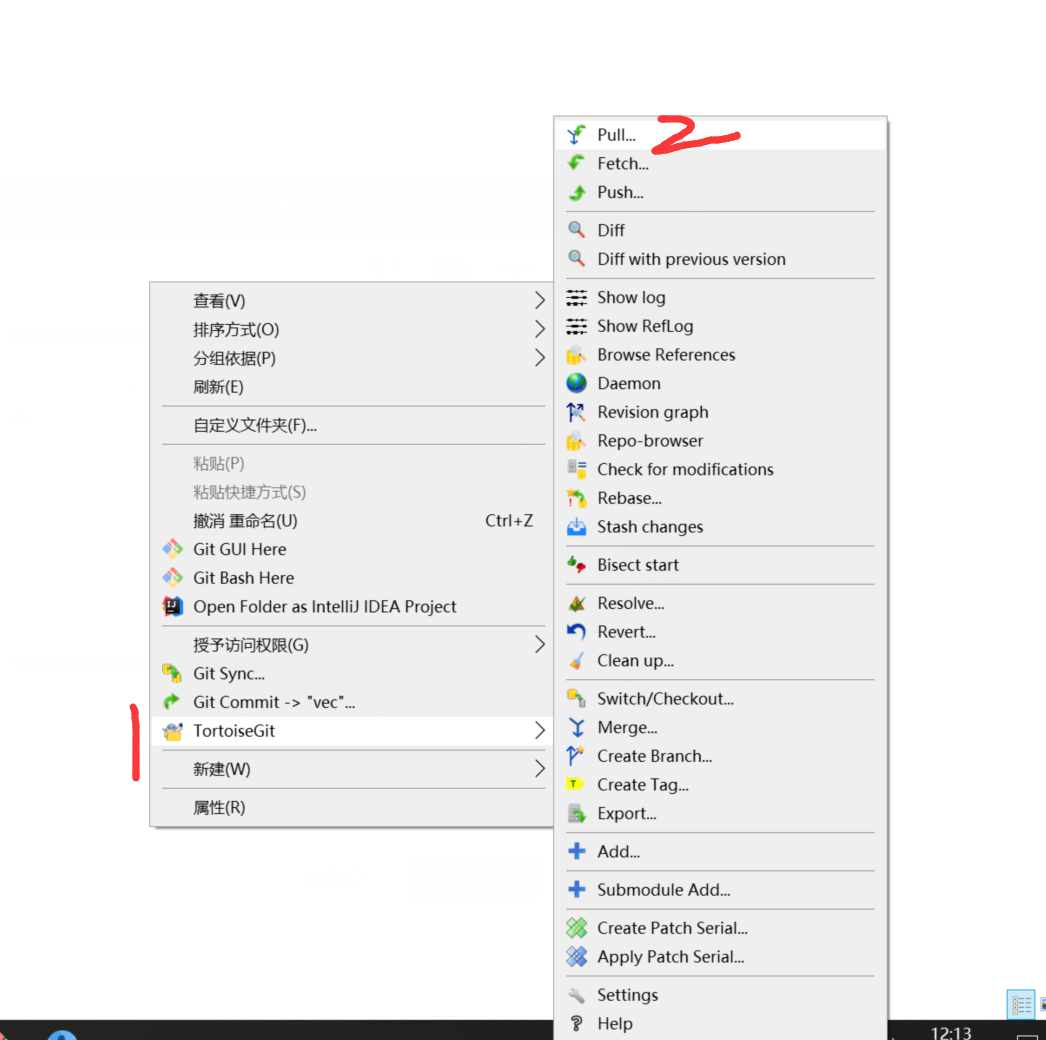 查看(V)
排序方式(O)
分组依据(P)
刷新(E)
自定义文件夹(F)...
粘贴(P)
粘贴快捷方式(S)
撤消 重命名(U) Ctrl+Z
Git GUI Here
Git Bash Here
Open Folder as IntelliJ IDEA Project
授予访问权限(G)
Git Sync...
Git Commit -> "vec"...
1
TortoiseGit
新建(W)
属性(R)
Pull...
2
Fetch...
Push...
Diff
Diff with previous version
Show log
Show RefLog
Browse References
Daemon
Revision graph
Repo-browser
Check for modifications
Rebase...
Stash changes
Bisect start
Resolve...
Revert...
Clean up...
Switch/Checkout...
Merge...
Create Branch...
Create Tag...
Export...
Add...
Submodule Add...
Create Patch Serial...
Apply Patch Serial...
Settings
Help
12:13